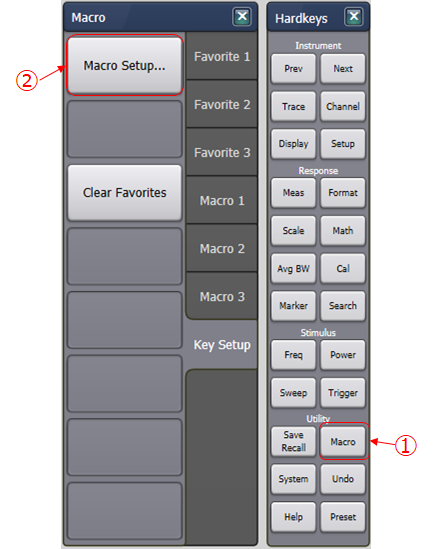 Macro
Macro Setup...
Clear Favorites
Favorite 1
Favorite 2
Favorite 3
Macro 1
Macro 2
Macro 3
Key Setup
②
Hardkeys
Instrument
Prev Next
Trace Channel
Display Setup
Response
Meas Format
Scale Math
Avg BW Cal
Marker Search
Stimulus
Freq Power
Sweep Trigger
Utility
Save
Recall
Macro
System Undo
Help Preset
①